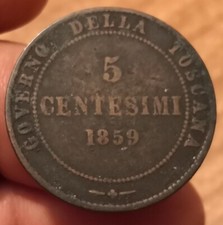 GOVERNO DELLA TOSCANA
5
CENTESIMI
1859